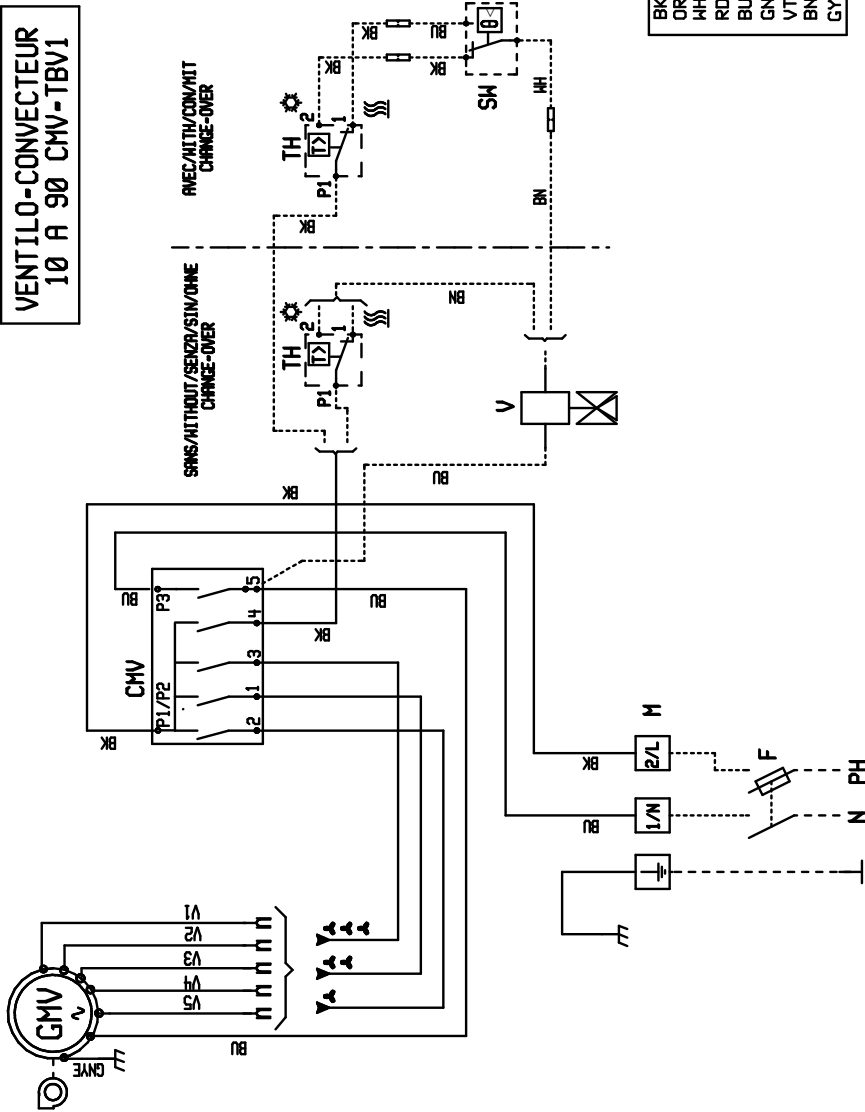 VENTILO-CONVECTEUR
10 A 90 CMV-TBV1
BK
OR
WH
RD
BU
GN
VT
BN
GY
AVEC/WITH/CON/MIT
CHANGE-OVER
SANS/WITHOUT/SENZA/SIN/OHNE
CHANGE-OVER
BK
BU
BK
BK
SW
WH
BN
TH
T>
2
1
P1
BK
TH
T>
2
1
P1
BN
V
BU
BK
BU
CMV
P3
P1/P2
5
4
3
1
2
BU
BK
BK
M
2/L
1/N
BK
BU
F
PH
N
GMV
~
V1
V2
V3
V4
V5
BU
GNYE